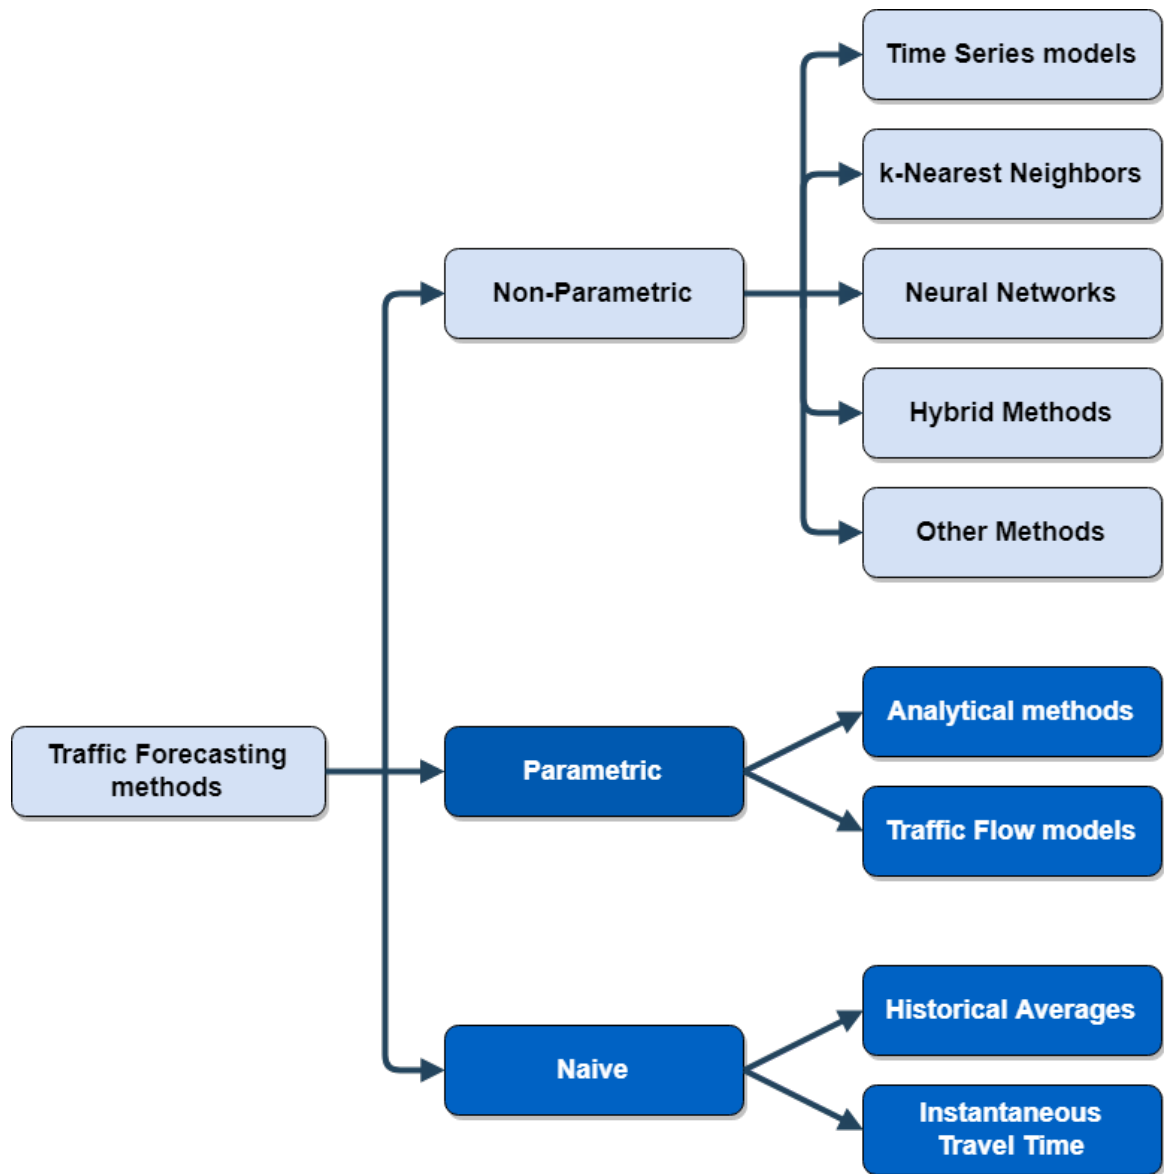 Time Series models
k-Nearest Neighbors
Non-Parametric
Neural Networks
Hybrid Methods
Other Methods
Traffic Forecasting
methods
Parametric
Analytical methods
Traffic Flow models
Naive
Historical Averages
Instantaneous
Travel Time